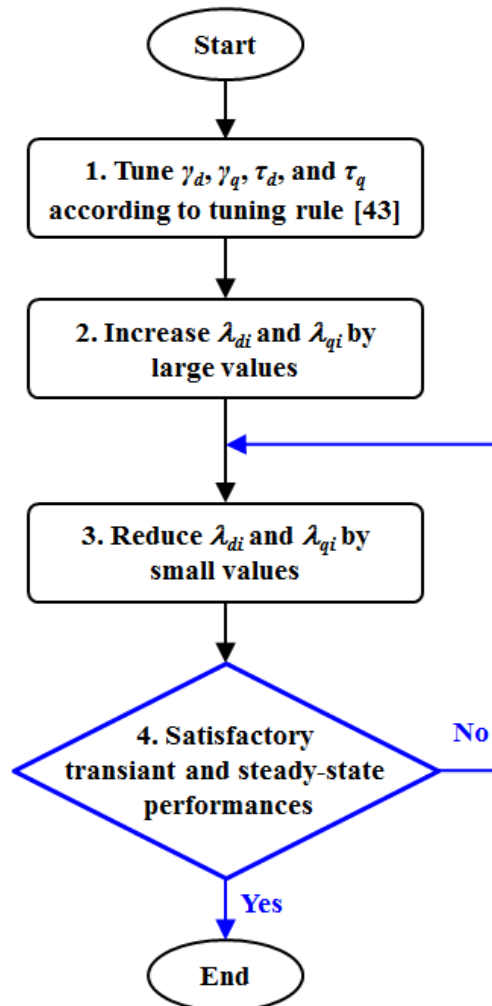 Start
1. Tune γd, γq, τd, and τq
according to tuning rule [43]
2. Increase λdi and λqi by
large values
3. Reduce λdi and λqi by
small values
4. Satisfactory
transiant and steady-state
performances
No
Yes
End